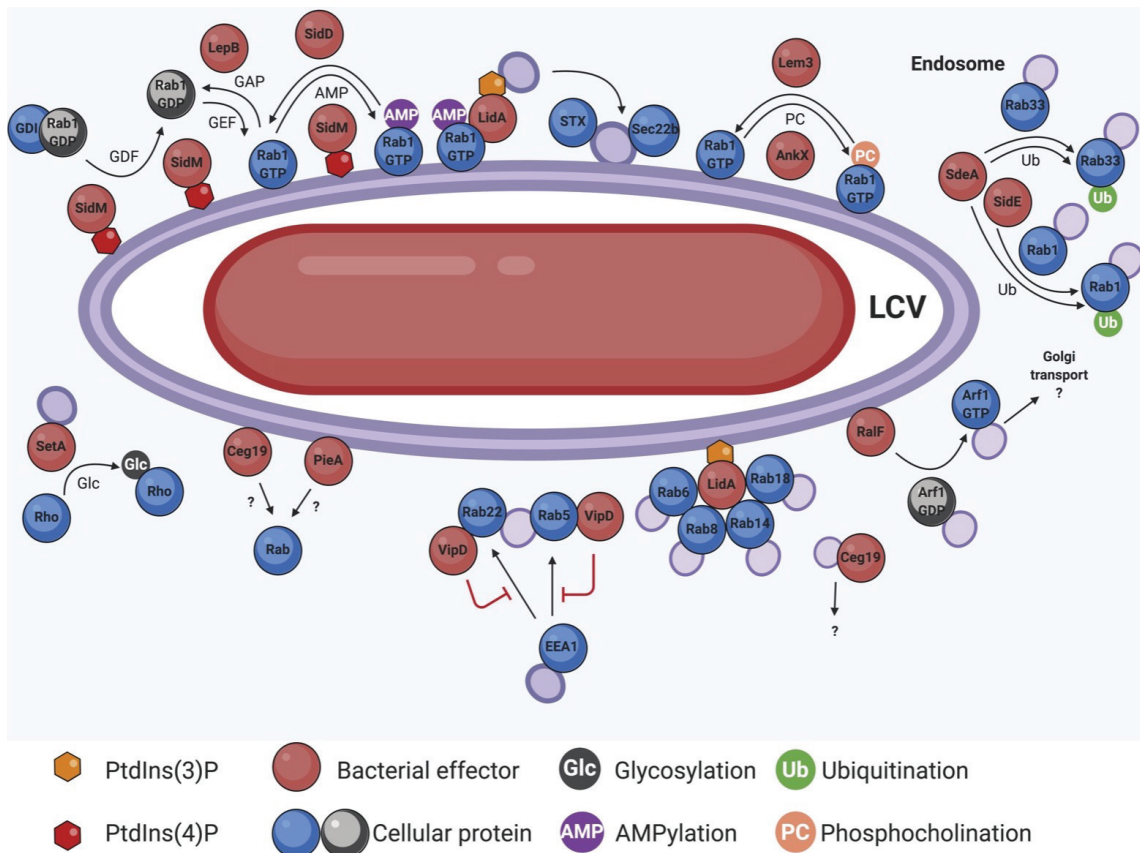 LepB
SidD
Rab1
GDP
GAP
GEF
AMP
GDI
Rab1
GDP
GDF
SidM
SidM
Rab1
GTP
SidM
AMP
Rab1
GTP
AMP
Rab1
GTP
LidA
STX
Sec22b
Lem3
PC
Rab1
GTP
AnkX
PC
Rab1
GTP
Endosome
Rab33
Ub
Rab33
Ub
SdeA
SidE
Rab1
Ub
Rab1
Ub
LCV
Golgi
transport
?
Arf1
GTP
RalF
Arf1
GDP
SetA
Glc
Glc
Rho
Rho
Ceg19
PieA
?
?
Rab
Rab22
Rab5
VipD
VipD
EEA1
Rab6
LidA
Rab18
Rab8
Rab14
Ceg19
?
PtdIns(3)P
Bacterial effector
Glc Glycosylation
Ub Ubiquitination
PtdIns(4)P
Cellular protein
AMP AMPylation
PC Phosphocholination